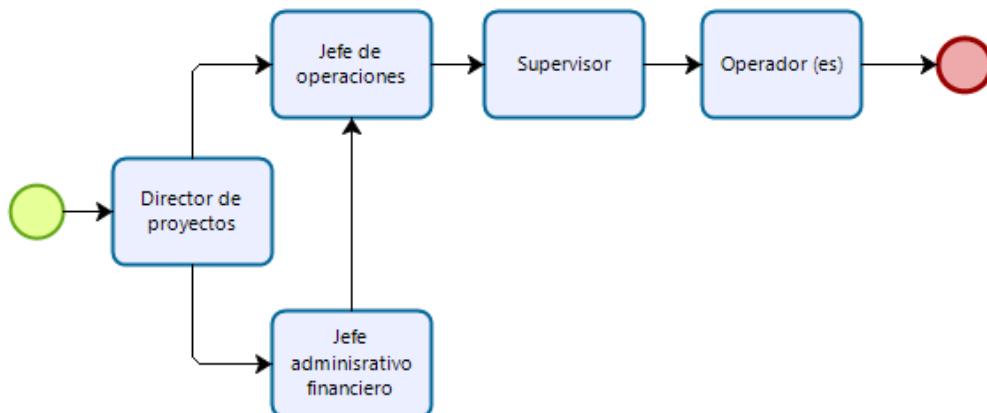 Jefe de
operaciones
Supervisor
Operador (es)
Director de
proyectos
Jefe
adminisrativo
financiero